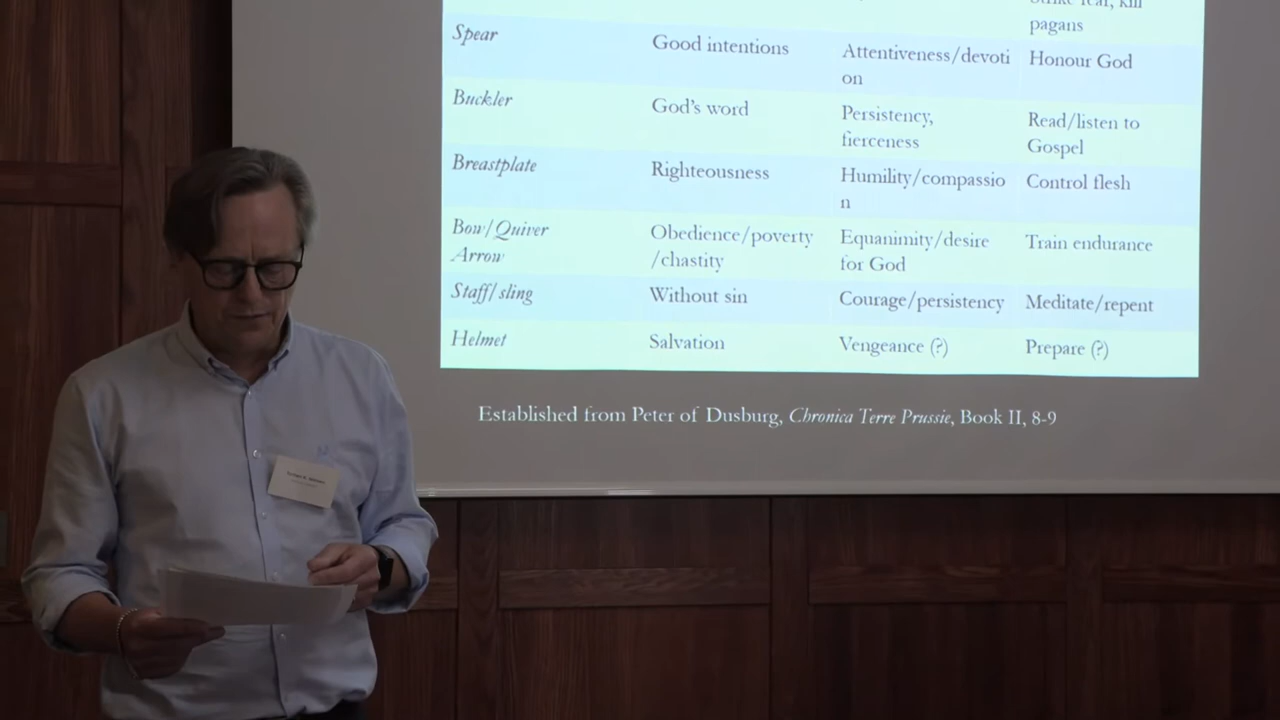 pagans
Spear Good intentions Attentiveness/devoti Honour God
on
Buckler God's word Persistency, Read/listen to
fierceness Gospel
Breastplate Righteousness Humility/compassio Control flesh
n
Bow/Quiver Obedience/poverty Equanimity/desire Train endurance
Arrow /chastity for God
Staff/sling Without sin Courage/persistency Meditate/repent
Helmet Salvation Vengeance (?) Prepare (?)
Established from Peter of Dusburg, Chronica Terre Prussie, Book II, 8-9